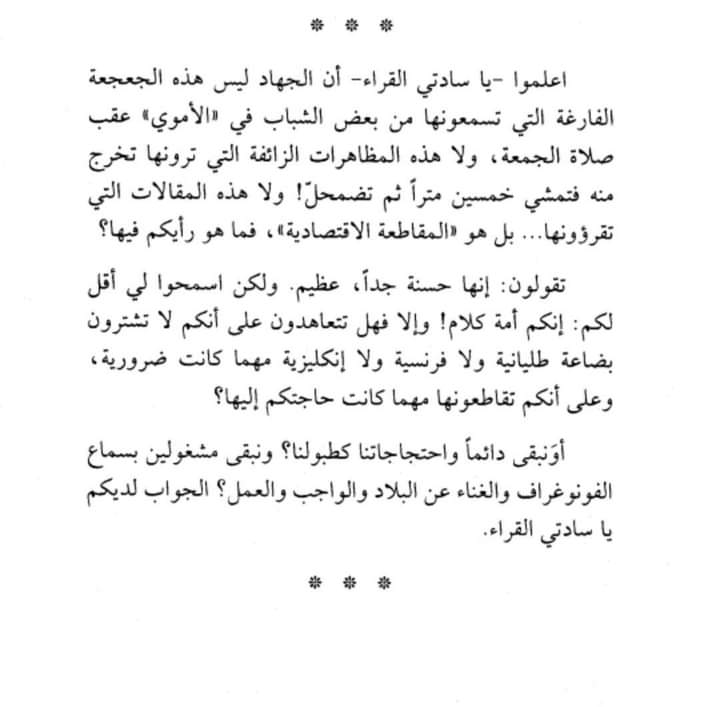 ❊ ❊ ❊
اعلموا -يا سادتي القراء- أن الجهاد ليس هذه الجعجعة
الفارغة التي تسمعونها من بعض الشباب في «الأموي» عقب
صلاة الجمعة، ولا هذه المظاهرات الزائفة التي ترونها تخرج
منه فتمشي خمسين متراً ثم تضمحلّ! ولا هذه المقالات التي
تقرؤونها... بل هو «المقاطعة الاقتصادية»، فما هو رأيكم فيها؟
تقولون: إنها حسنة جداً، عظيم. ولكن اسمحوا لي أقل
لكم: إنكم أمة كلام! وإلا فهل تتعاهدون على أنكم لا تشترون
بضاعة طليانية ولا فرنسية ولا إنكليزية مهما كانت ضرورية،
وعلى أنكم تقاطعونها مهما كانت حاجتكم إليها؟
أوَنبقى دائماً واحتجاجاتنا كطبولنا؟ ونبقى مشغولين بسماع
الفونوغراف والغناء عن البلاد والواجب والعمل؟ الجواب لديكم
يا سادتي القراء.
❊ ❊ ❊